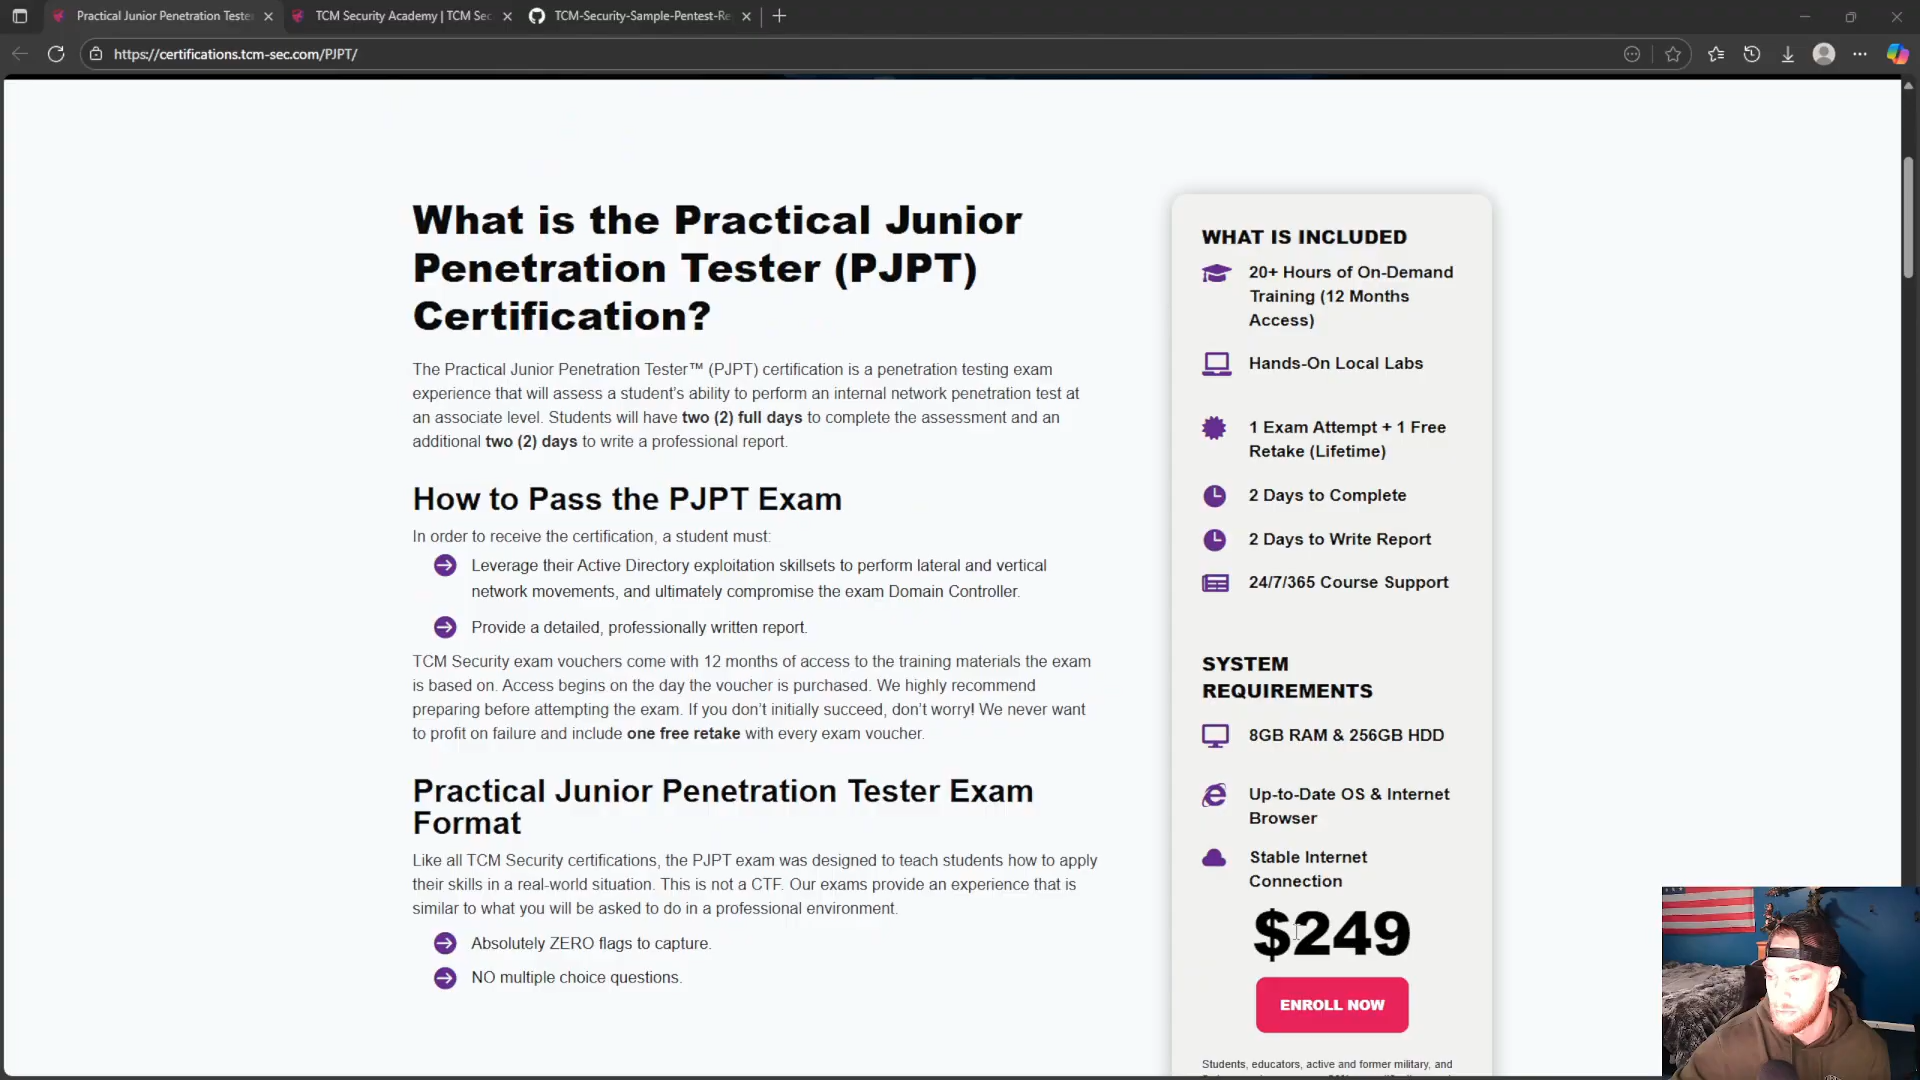 Practical Junior Penetration Teste
TCM Security Academy | TCM Sec
TCM-Security-Sample-Pentest-Re
https://certifications.tcm-sec.com/PJPT/
What is the Practical Junior
Penetration Tester (PJPT)
Certification?
The Practical Junior Penetration Tester™ (PJPT) certification is a penetration testing exam
experience that will assess a student’s ability to perform an internal network penetration test at
an associate level. Students will have two (2) full days to complete the assessment and an
additional two (2) days to write a professional report.
How to Pass the PJPT Exam
In order to receive the certification, a student must:
Leverage their Active Directory exploitation skillsets to perform lateral and vertical
network movements, and ultimately compromise the exam Domain Controller.
Provide a detailed, professionally written report.
TCM Security exam vouchers come with 12 months of access to the training materials the exam
is based on. Access begins on the day the voucher is purchased. We highly recommend
preparing before attempting the exam. If you don’t initially succeed, don’t worry! We never want
to profit on failure and include one free retake with every exam voucher.
Practical Junior Penetration Tester Exam
Format
Like all TCM Security certifications, the PJPT exam was designed to teach students how to apply
their skills in a real-world situation. This is not a CTF. Our exams provide an experience that is
similar to what you will be asked to do in a professional environment.
Absolutely ZERO flags to capture.
NO multiple choice questions.
WHAT IS INCLUDED
20+ Hours of On-Demand
Training (12 Months
Access)
Hands-On Local Labs
1 Exam Attempt + 1 Free
Retake (Lifetime)
2 Days to Complete
2 Days to Write Report
24/7/365 Course Support
SYSTEM
REQUIREMENTS
8GB RAM & 256GB HDD
Up-to-Date OS & Internet
Browser
Stable Internet
Connection
$249
ENROLL NOW
Students, educators, active and former military, and